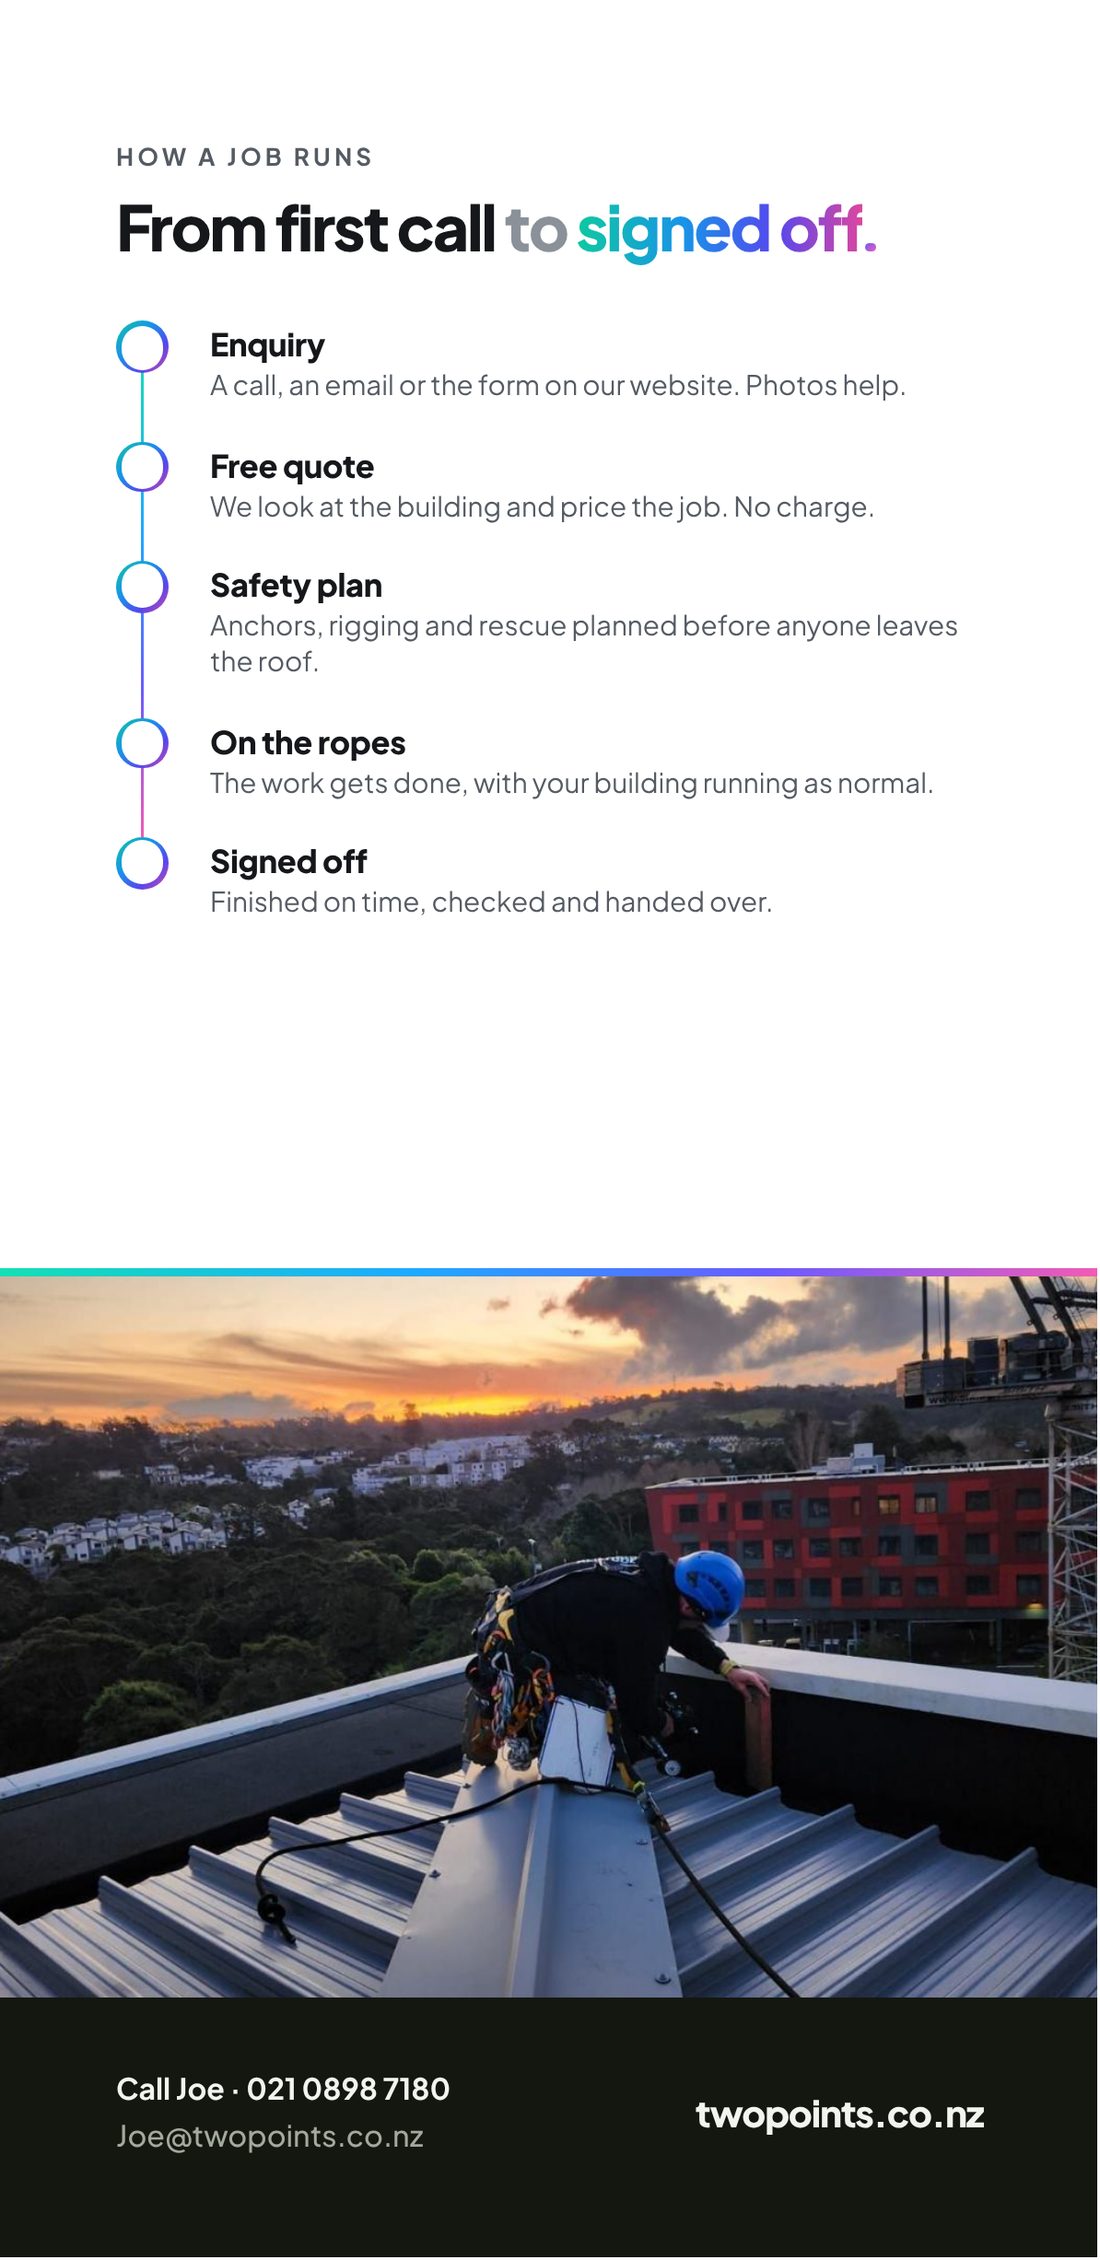 HOW A JOB RUNS
From first call to signed off.
Enquiry
A call, an email or the form on our website. Photos help.
Free quote
We look at the building and price the job. No charge.
Safety plan
Anchors, rigging and rescue planned before anyone leaves
the roof.
On the ropes
The work gets done, with your building running as normal.
Signed off
Finished on time, checked and handed over.
Call Joe · 021 0898 7180
Joe@twopoints.co.nz
twopoints.co.nz